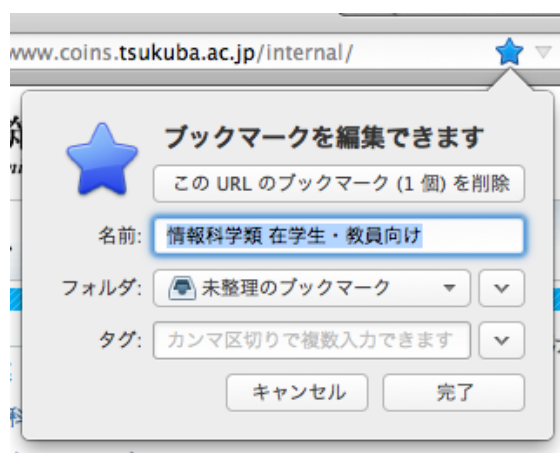 www.coins.tsukuba.ac.jp/internal/
ブックマークを編集できます
この URL のブックマーク (1 個) を削除
名前: 情報科学類 在学生・教員向け
フォルダ: 未整理のブックマーク
タグ: カンマ区切りで複数入力できます
キャンセル 完了